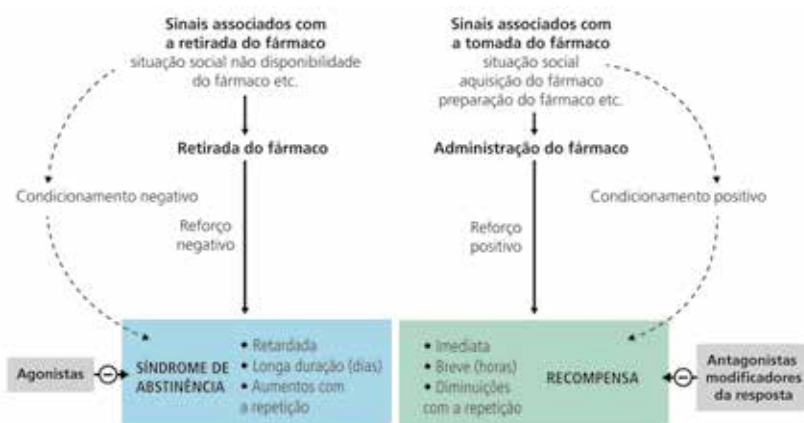 Sinais associados com
a retirada do fármaco
situação social não disponibilidade
do fármaco etc.
Retirada do fármaco
Condicionamento negativo
Reforço
negativo
Sinais associados com
a tomada do fármaco
situação social
aquisição do fármaco
preparação do fármaco etc.
Administração do fármaco
Condicionamento positivo
Reforço
positivo
Agonistas
SÍNDROME DE
ABSTINÊNCIA
• Retardada
• Longa duração (dias)
• Aumentos com
a repetição
• Imediata
• Breve (horas)
• Diminuições
com a repetição
RECOMPENSA
Antagonistas
modificadores
da resposta